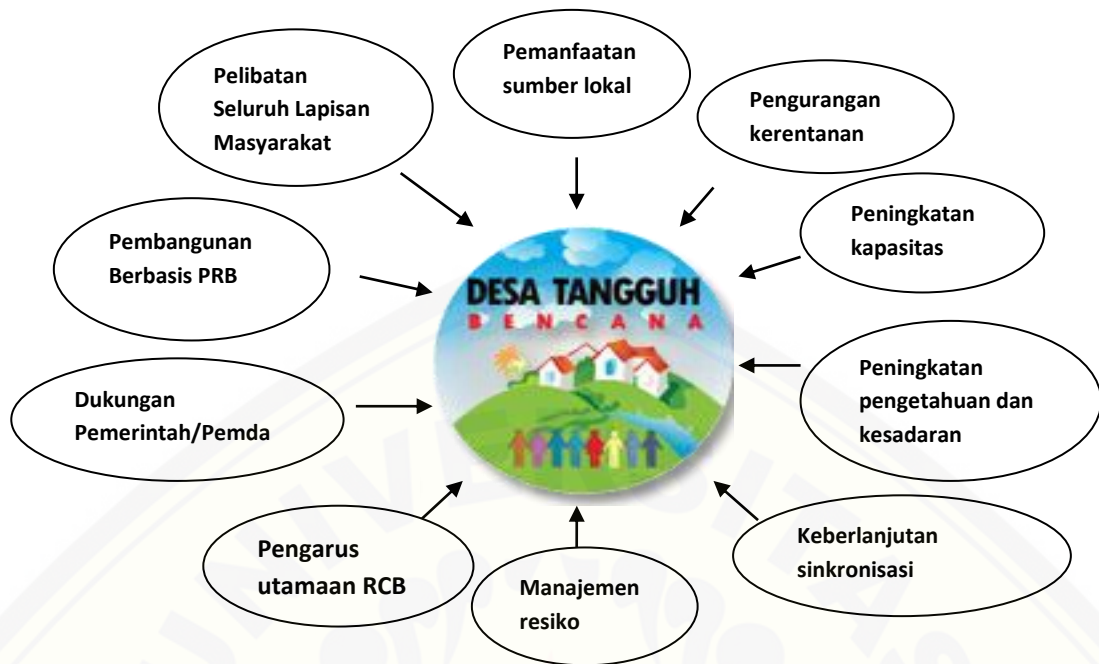 Pemanfaatan
sumber lokal
Pengurangan
kerentanan
Peningkatan
kapasitas
Peningkatan
pengetahuan dan
kesadaran
Keberlanjutan
sinkronisasi
Manajemen
resiko
Pengarus
utamaan RCB
Dukungan
Pemerintah/Pemda
Pembangunan
Berbasis PRB
Pelibatan
Seluruh Lapisan
Masyarakat
DESA TANGGUH
BENCANA
UNIVERSITAS